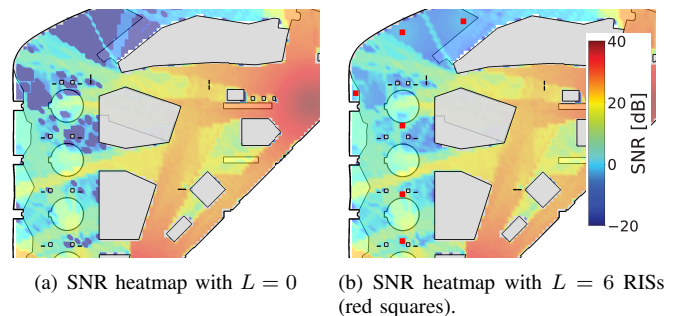 40
20
0
−20
SNR [dB]
(a) SNR heatmap with L = 0
(b) SNR heatmap with L = 6 RISs
(red squares).